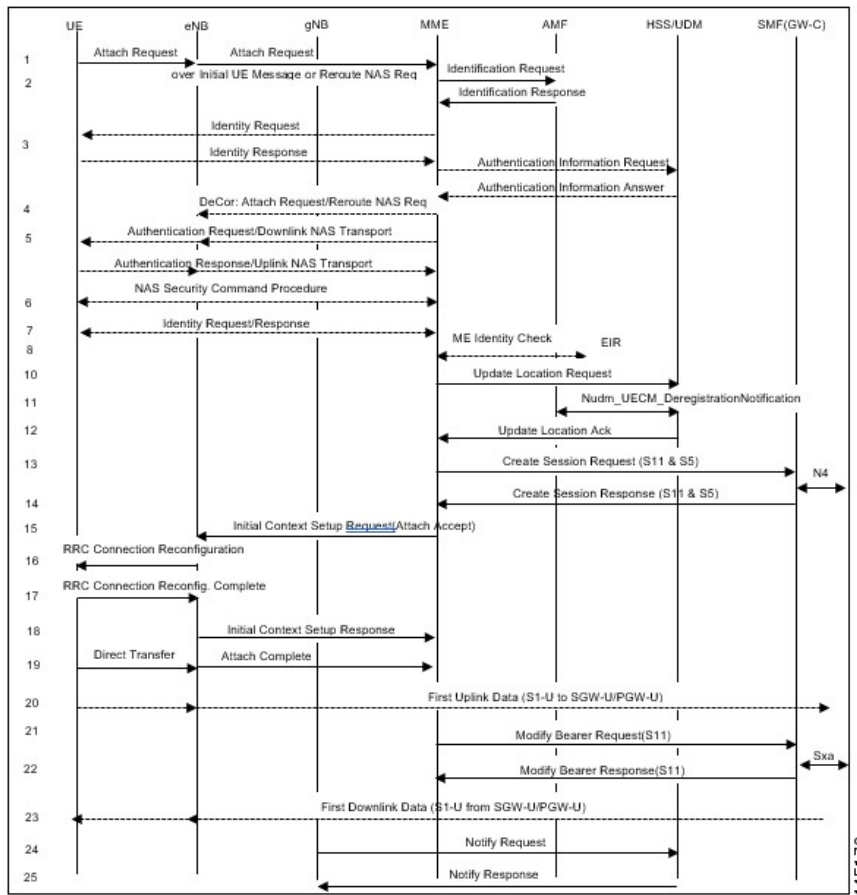 UE eNB gNB MME AMF HSS/UDM SMF(GW-C)
1 Attach Request Attach Request
over Initial UE Message or Reroute NAS Req
2 Identification Request
Identification Response
Identity Request
3 Identity Response
Authentication Information Request
Authentication Information Answer
4 DeCor: Attach Request/Reroute NAS Req
5 Authentication Request/Downlink NAS Transport
Authentication Response/Uplink NAS Transport
6 NAS Security Command Procedure
7 Identity Request/Response
8 ME Identity Check EIR
10 Update Location Request
11 Nudm_UECM_DeregistrationNotification
12 Update Location Ack
13 Create Session Request (S11 & S5)
N4
14 Create Session Response (S11 & S5)
15 Initial Context Setup Request(Attach Accept)
16 RRC Connection Reconfiguration
17 RRC Connection Reconfig. Complete
18 Initial Context Setup Response
19 Direct Transfer Attach Complete
20 First Uplink Data (S1-U to SGW-U/PGW-U)
21 Modify Bearer Request(S11)
Sxa
22 Modify Bearer Response(S11)
23 First Downlink Data (S1-U from SGW-U/PGW-U)
24 Notify Request
25 Notify Response